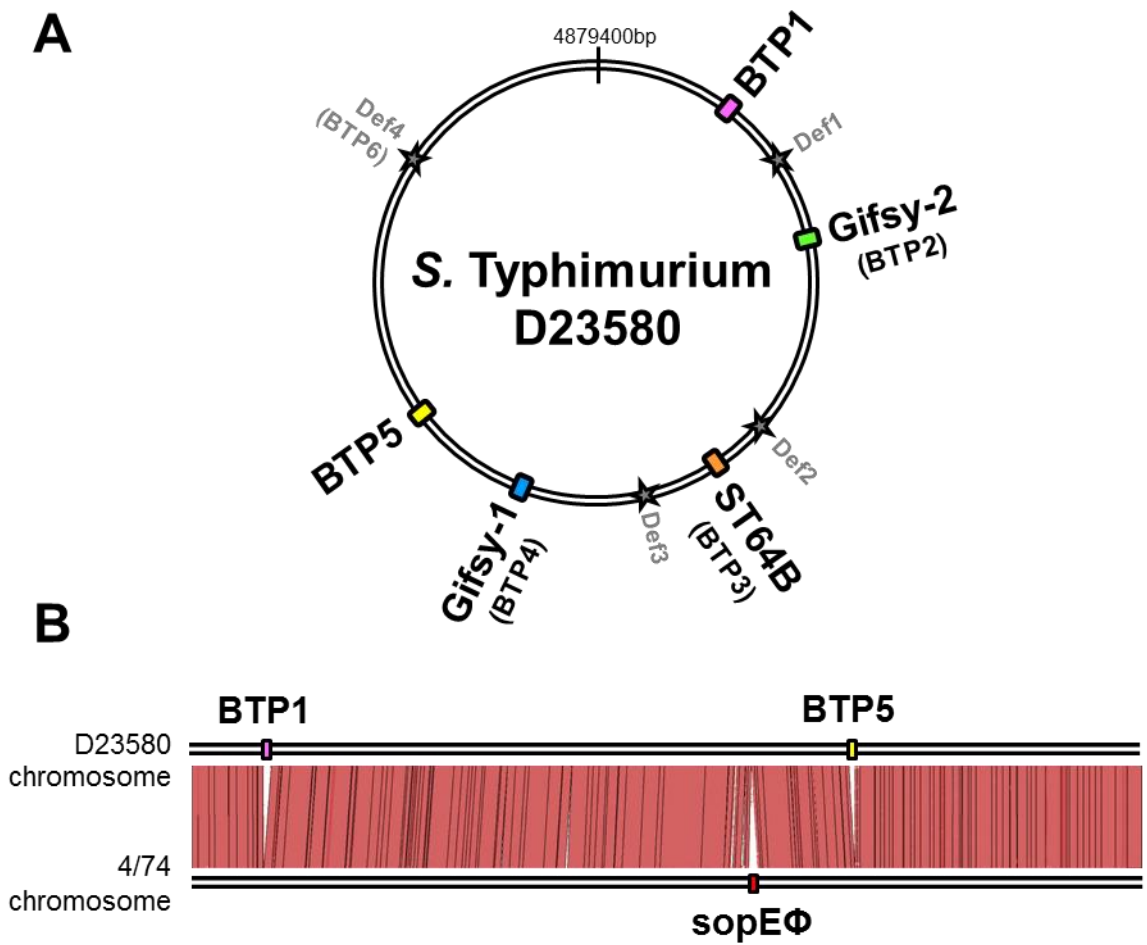 A
4879400bp
BTP1
Def1
Gifsy-2
(BTP2)
Def2
ST64B
(BTP3)
Def3
Gifsy-1
(BTP4)
BTP5
Def4
(BTP6)
S. Typhimurium
D23580
B
BTP1
BTP5
D23580
chromosome
4/74
chromosome
sopEΦ